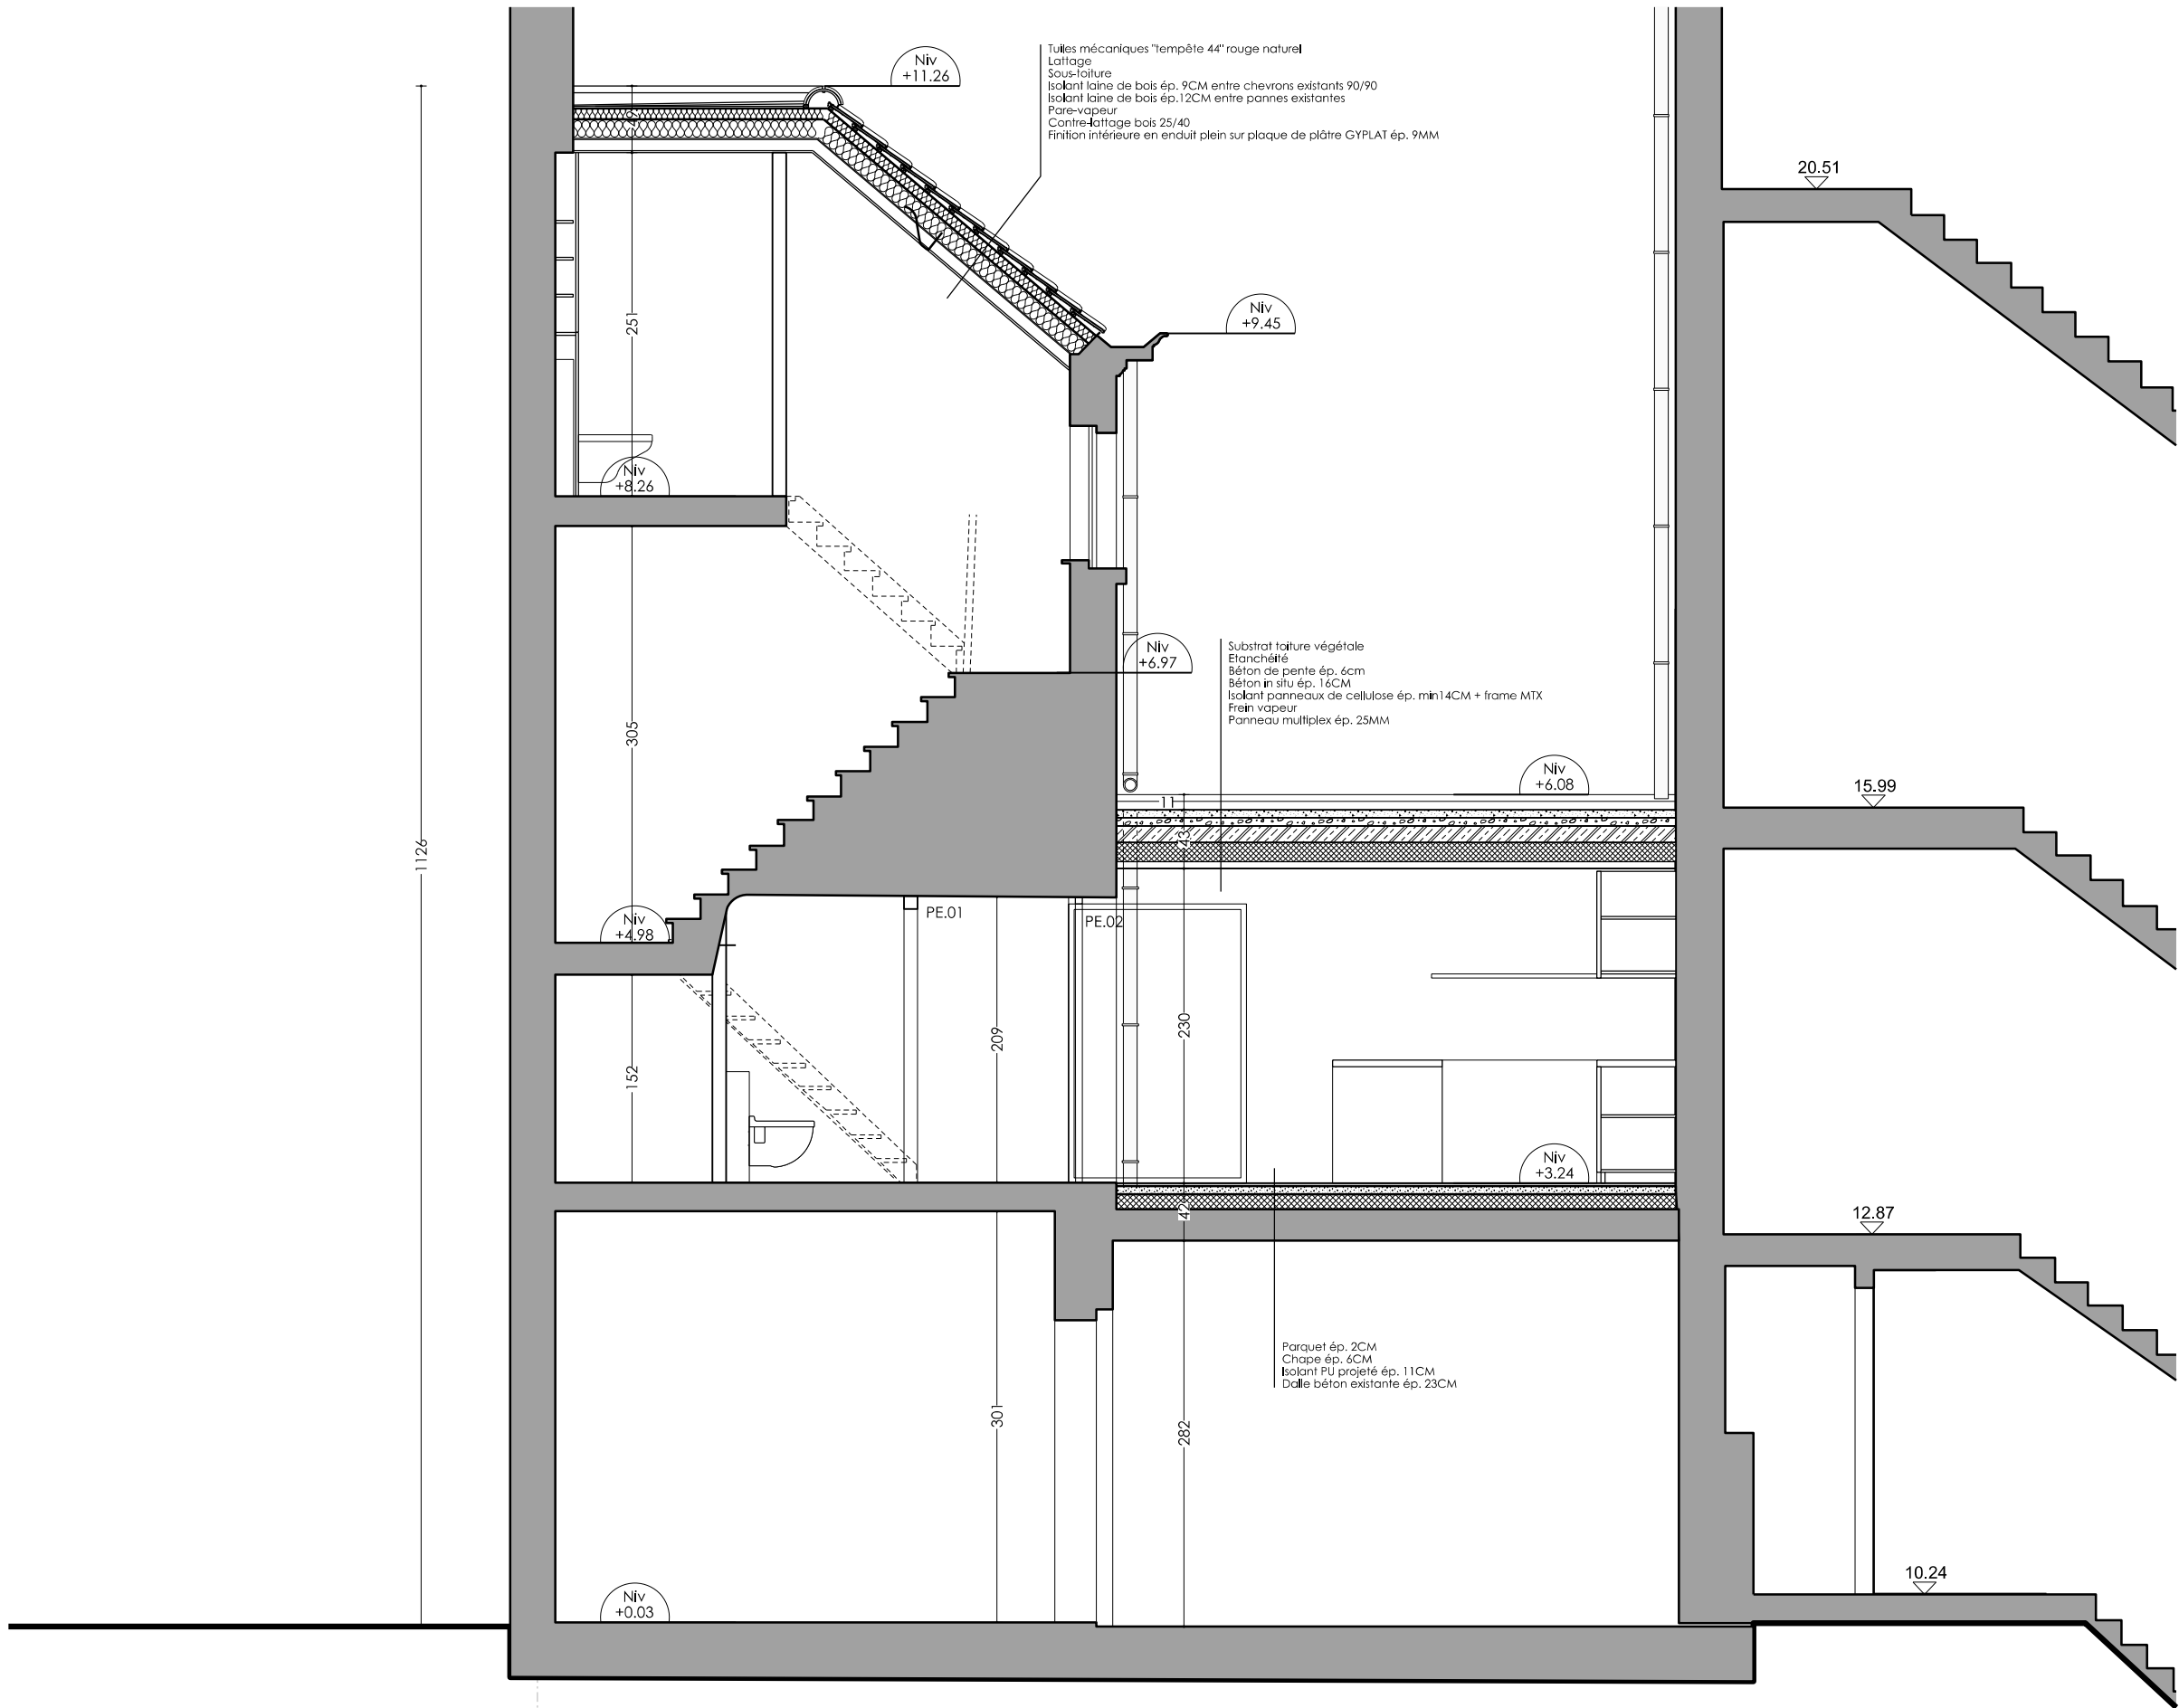 Niv
+11.26
Tuiles mécaniques "tempête 44" rouge naturel
Lattage
Sous-toiture
Isolant laine de bois ép. 9CM entre chevrons existants 90/90
Isolant laine de bois ép.12CM entre pannes existantes
Pare-vapeur
Contre-lattage bois 25/40
Finition intérieure en enduit plein sur plaque de plâtre GYPLAT ép. 9MM
20.51
251
Niv
+9.45
Niv
+8.26
Niv
+6.97
Substrat toiture végétale
Etanchéité
Béton de pente ép. 6cm
Béton in situ ép. 16CM
Isolant panneaux de cellulose ép. min14CM + frame MTX
Frein vapeur
Panneau multiplex ép. 25MM
305
Niv
+6.08
15.99
11
43
1126
Niv
+4.98
PE.01
PE.02
209
230
152
Niv
+3.24
42
12.87
Parquet ép. 2CM
Chape ép. 6CM
Isolant PU projeté ép. 11CM
Dalle béton existante ép. 23CM
301
282
10.24
Niv
+0.03